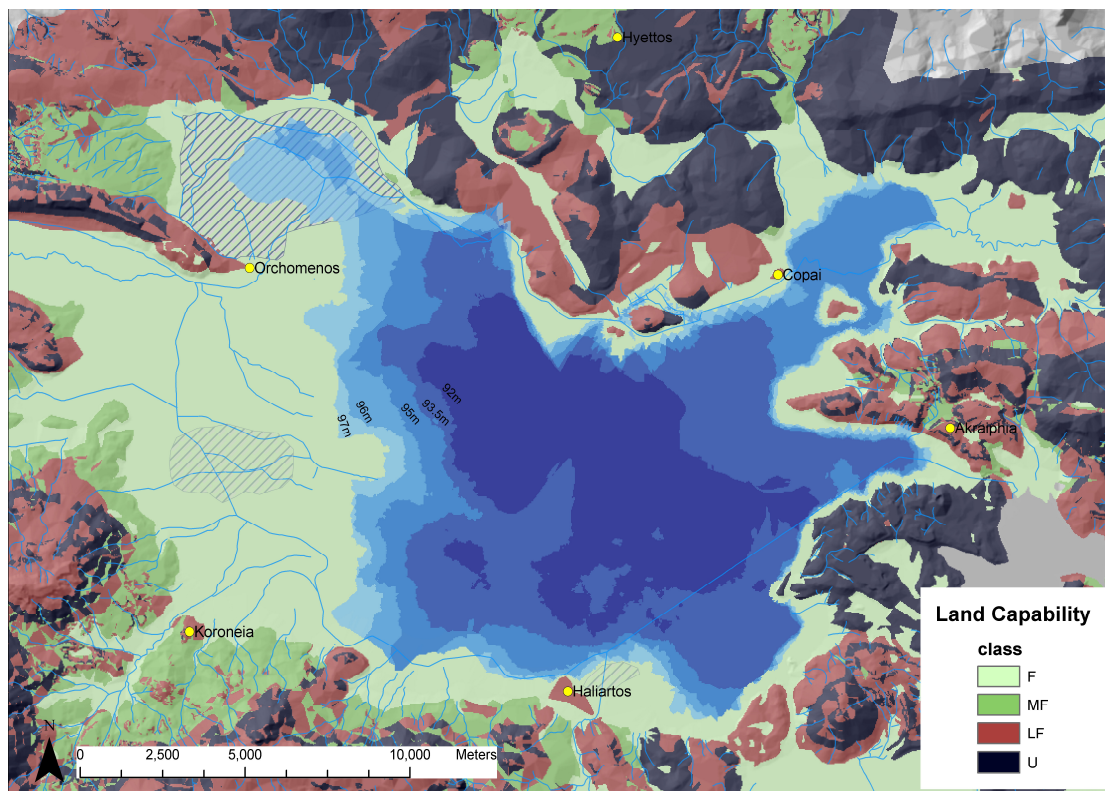 Hyettos
Orchomenos
Copai
92m
93.5m
95m
96m
97m
Akraiphia
Koroneia
Haliartos
N
0 2,500 5,000 10,000 Meters
Land Capability
class
F
MF
LF
U